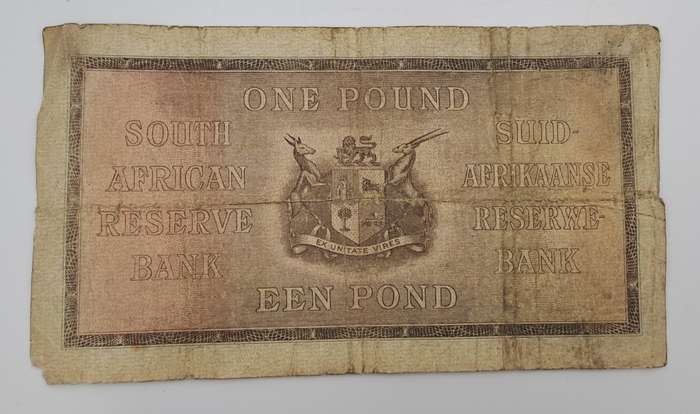 ONE POUND
SOUTH
AFRICAN
RESERVE
BANK
SUID-
AFRIKAANSE
RESERWE-
BANK
EX UNITATE VIRES
EEN POND